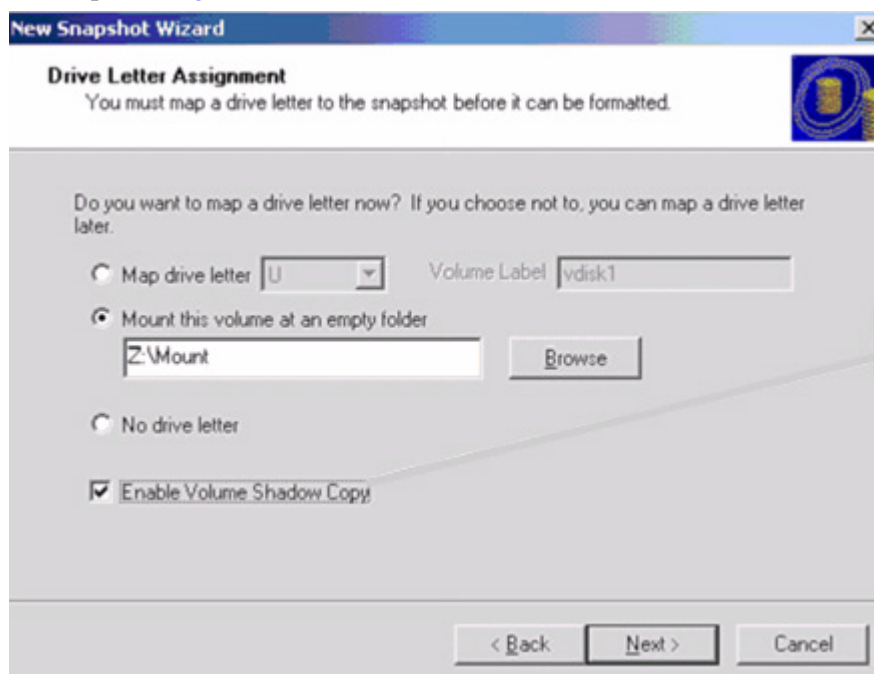 New Snapshot Wizard
Drive Letter Assignment
You must map a drive letter to the snapshot before it can be formatted.
Do you want to map a drive letter now? If you choose not to, you can map a drive letter
later.
Map drive letter U Volume Label vdisk1
Mount this volume at an empty folder
Z:\Mount Browse
No drive letter
Enable Volume Shadow Copy
< Back Next > Cancel